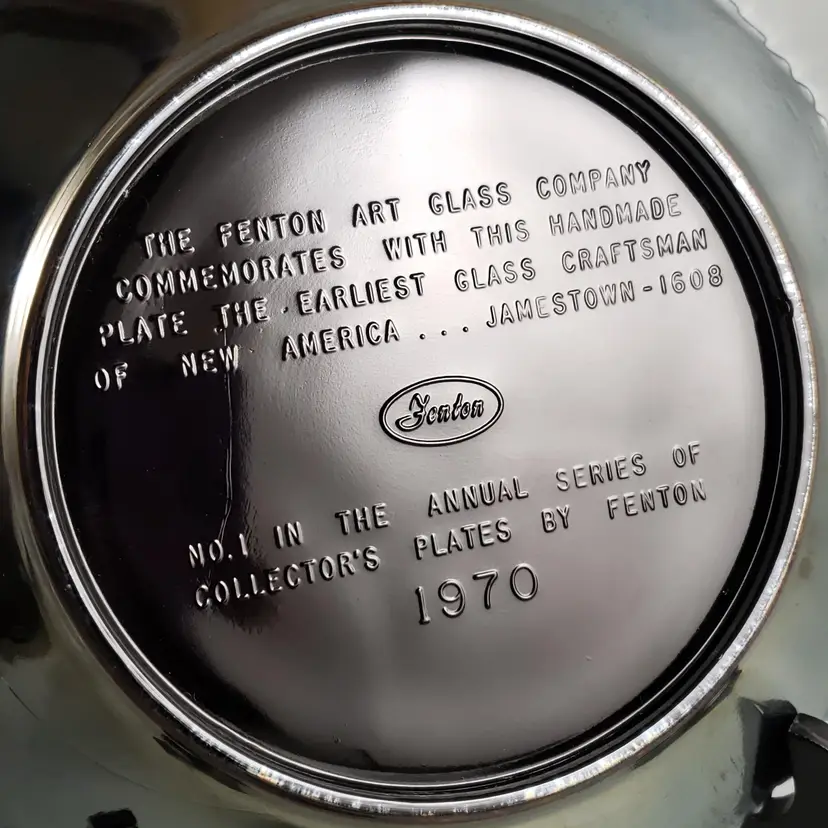 THE FENTON ART GLASS COMPANY
COMMEMORATES WITH THIS HANDMADE
PLATE THE EARLIEST GLASS CRAFTSMAN
OF NEW AMERICA ... JAMESTOWN-1608
Fenton
NO.1 IN THE ANNUAL SERIES OF
COLLECTOR'S PLATES BY FENTON
1970